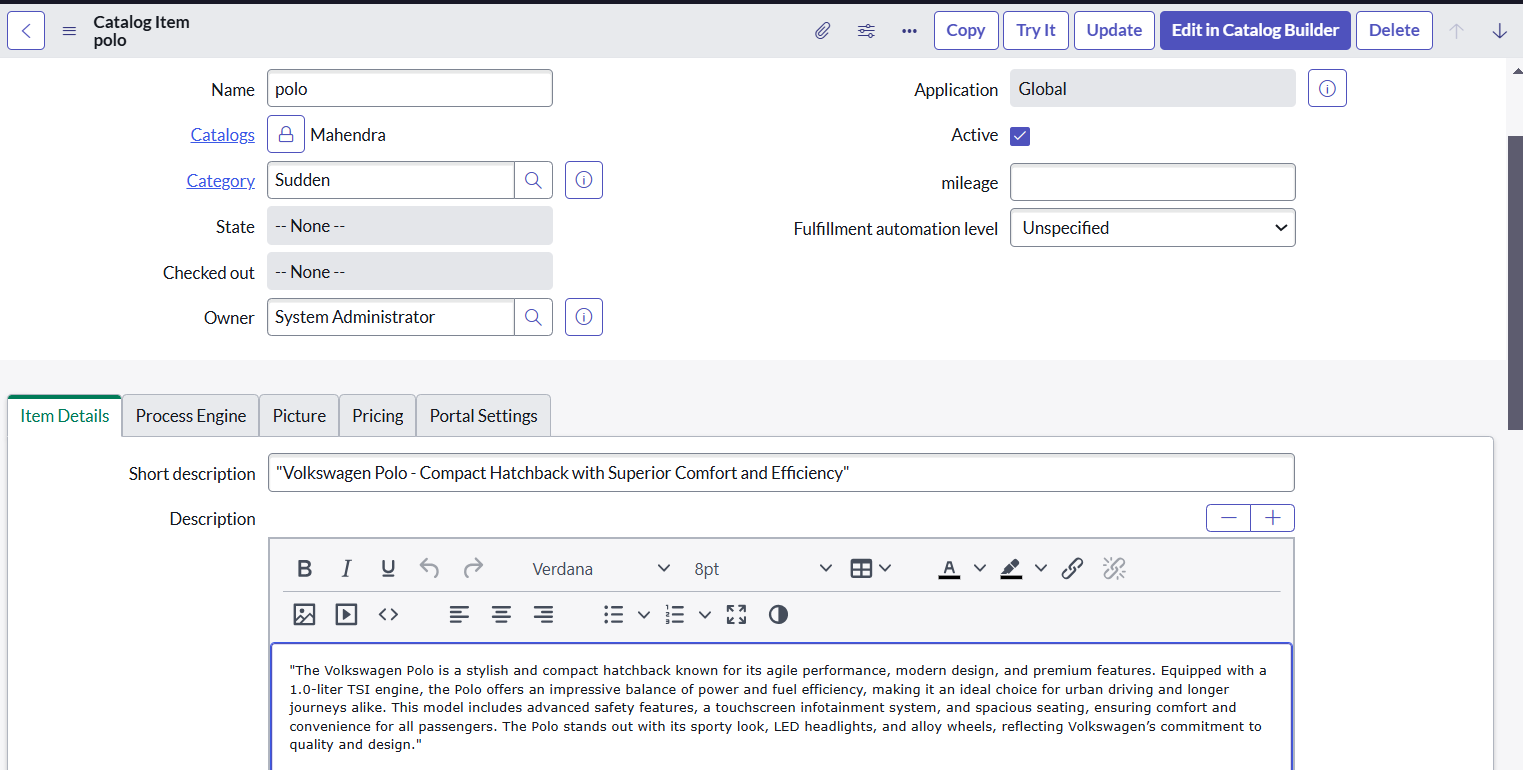 Catalog Item
polo
Copy
Try It
Update
Edit in Catalog Builder
Delete
Name
polo
Application
Global
Catalogs
Mahendra
Active
Category
Sudden
mileage
State
-- None --
Fulfillment automation level
Unspecified
Checked out
-- None --
Owner
System Administrator
Item Details
Process Engine
Picture
Pricing
Portal Settings
Short description
"Volkswagen Polo - Compact Hatchback with Superior Comfort and Efficiency"
Description
Verdana
8pt
"The Volkswagen Polo is a stylish and compact hatchback known for its agile performance, modern design, and premium features. Equipped with a
1.0-liter TSI engine, the Polo offers an impressive balance of power and fuel efficiency, making it an ideal choice for urban driving and longer
journeys alike. This model includes advanced safety features, a touchscreen infotainment system, and spacious seating, ensuring comfort and
convenience for all passengers. The Polo stands out with its sporty look, LED headlights, and alloy wheels, reflecting Volkswagen’s commitment to
quality and design."